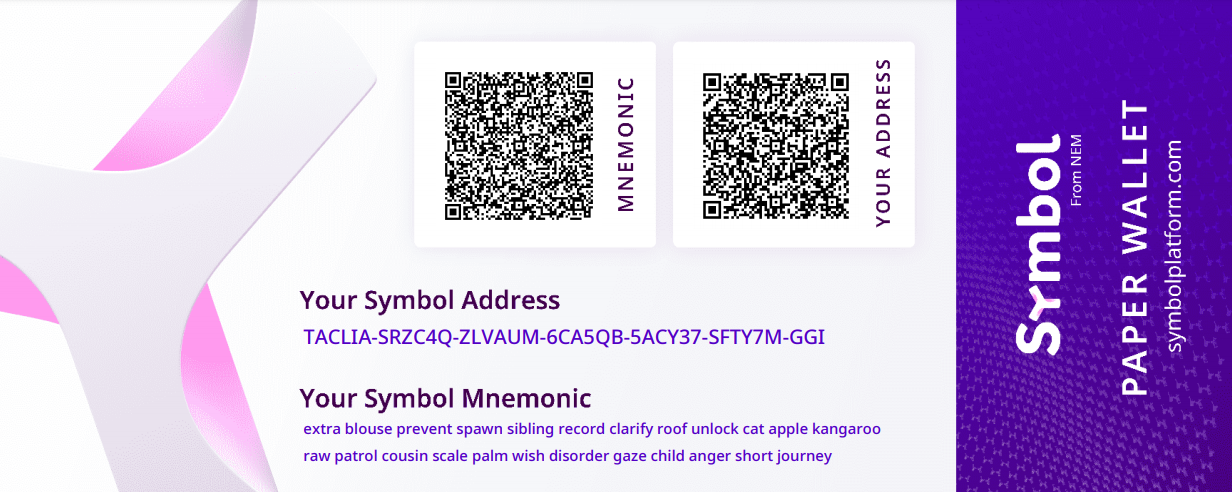 MNEMONIC
YOUR ADDRESS
Your Symbol Address
TACLIA-SRZC4Q-ZLVAUM-6CA5QB-5ACY37-SFTY7M-GGI
Your Symbol Mnemonic
extra blouse prevent spawn sibling record clarify roof unlock cat apple kangaroo
raw patrol cousin scale palm wish disorder gaze child anger short journey
Symbol
From NEM
PAPER WALLET
symbolplatform.com